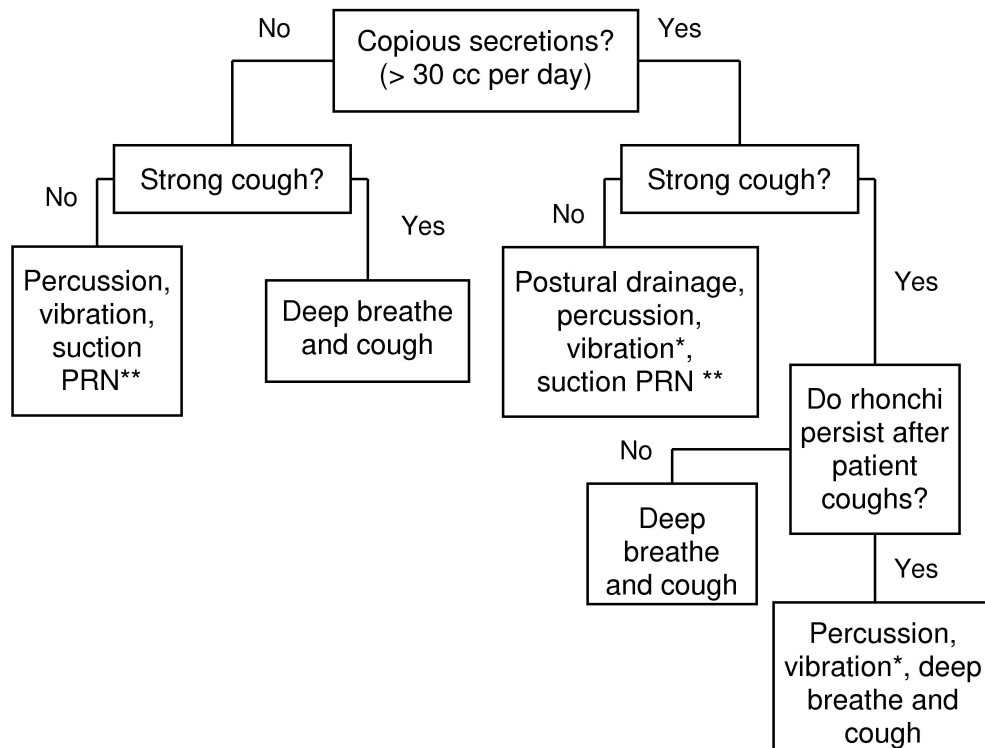 No
Copious secretions?
(> 30 cc per day)
Yes
Strong cough?
Strong cough?
No
Yes
No
Yes
Percussion,
vibration,
suction
PRN**
Deep breathe
and cough
Postural drainage,
percussion,
vibration*,
suction PRN **
Do rhonchi
persist after
patient
coughs?
No
Deep
breathe
and cough
Yes
Percussion,
vibration*, deep
breathe and
cough